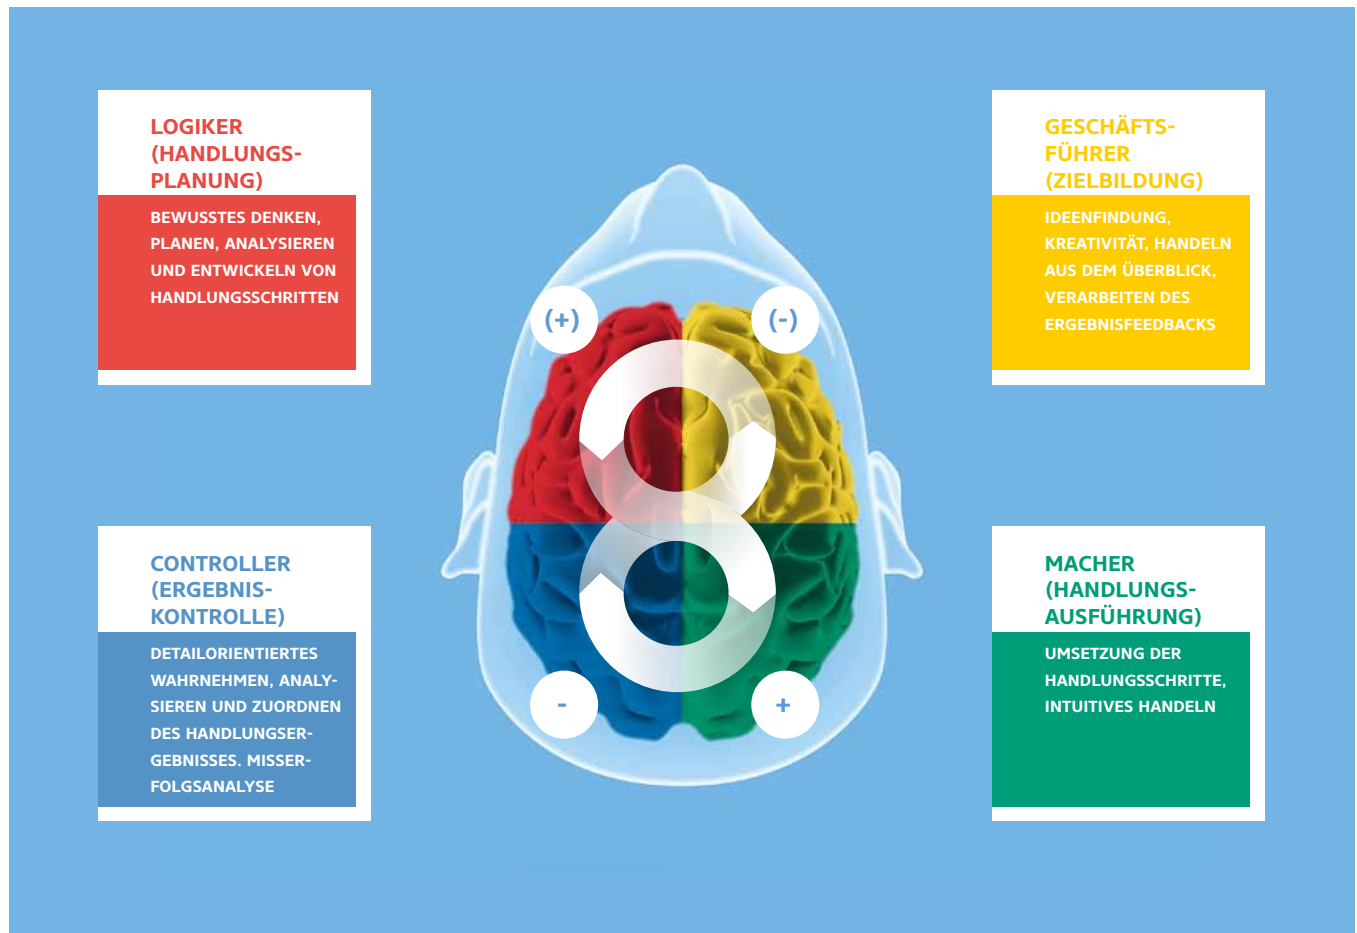 LOGIKER
(HANDLUNGS-
PLANUNG)
BEWUSSTES DENKEN,
PLANEN, ANALYSIEREN
UND ENTWICKELN VON
HANDLUNGSSCHRITTEN
GESCHÄFTS-
FÜHRER
(ZIELBILDUNG)
IDEENFINDUNG,
KREATIVITÄT, HANDELN
AUS DEM ÜBERBLICK,
VERARBEITEN DES
ERGEBNISFEEDBACKS
(+)
(-)
CONTROLLER
(ERGEBNIS-
KONTROLLE)
DETAILORIENTIERTES
WAHRNEHMEN, ANALY-
SIEREN UND ZUORDNEN
DES HANDLUNGSER-
GEBNISSES. MISSER-
FOLGSANALYSE
MACHER
(HANDLUNGS-
AUSFÜHRUNG)
UMSETZUNG DER
HANDLUNGSSCHRITTE,
INTUITIVES HANDELN
-
+